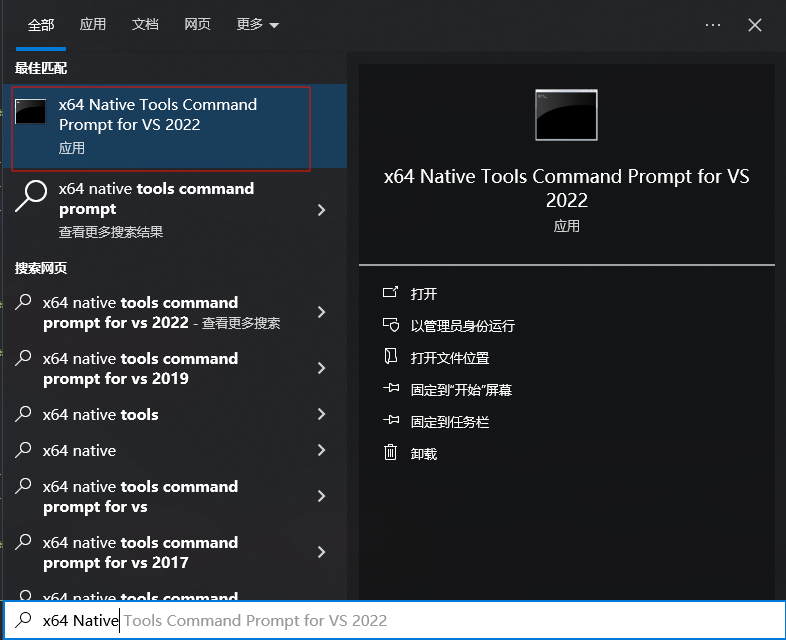 全部 应用 文档 网页 更多
最佳匹配
x64 Native Tools Command
Prompt for VS 2022
应用
x64 native tools command
prompt
查看更多搜索结果
搜索网页
x64 native tools command
prompt for vs 2022 - 查看更多搜索
x64 native tools command
prompt for vs 2019
x64 native tools
x64 native
x64 native tools command
prompt for vs
x64 native tools command
prompt for vs 2017
x64 native tools command
x64 Native Tools Command Prompt for VS
2022
应用
打开
以管理员身份运行
打开文件位置
固定到"开始"屏幕
固定到任务栏
卸载
x64 Native Tools Command Prompt for VS 2022